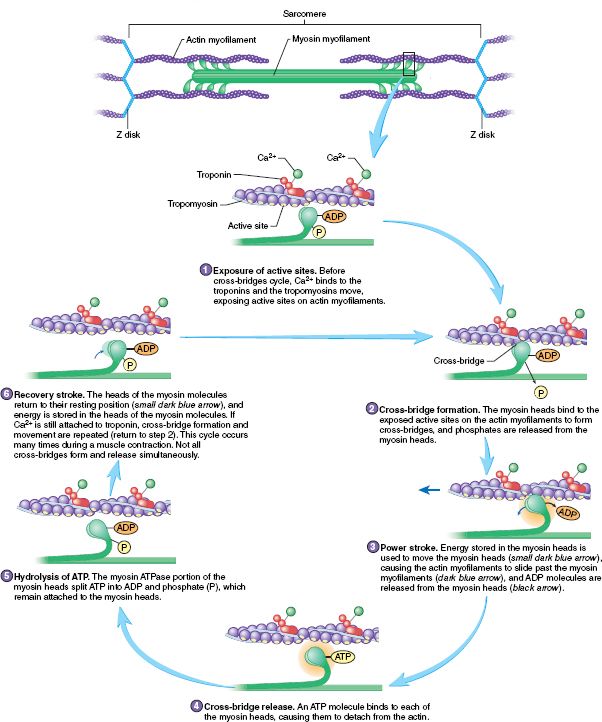 Sarcomere
Actin myofilament
Myosin myofilament
Z disk
Z disk
Ca2+
Ca2+
Troponin
Tropomyosin
ADP
Active site
P
1 Exposure of active sites. Before
cross-bridges cycle, Ca2+ binds to the
troponins and the tropomyosins move,
exposing active sites on actin myofilaments.
ADP
P
Cross-bridge
ADP
P
6 Recovery stroke. The heads of the myosin molecules
return to their resting position (small dark blue arrow), and
energy is stored in the heads of the myosin molecules. If
Ca2+ is still attached to troponin, cross-bridge formation and
movement are repeated (return to step 2). This cycle occurs
many times during a muscle contraction. Not all
cross-bridges form and release simultaneously.
2 Cross-bridge formation. The myosin heads bind to the
exposed active sites on the actin myofilaments to form
cross-bridges, and phosphates are released from the
myosin heads.
ADP
ADP
P
3 Power stroke. Energy stored in the myosin heads is
used to move the myosin heads (small dark blue arrow),
causing the actin myofilaments to slide past the myosin
myofilaments (dark blue arrow), and ADP molecules are
released from the myosin heads (black arrow).
5 Hydrolysis of ATP. The myosin ATPase portion of the
myosin heads split ATP into ADP and phosphate (P), which
remain attached to the myosin heads.
ATP
4 Cross-bridge release. An ATP molecule binds to each of
the myosin heads, causing them to detach from the actin.